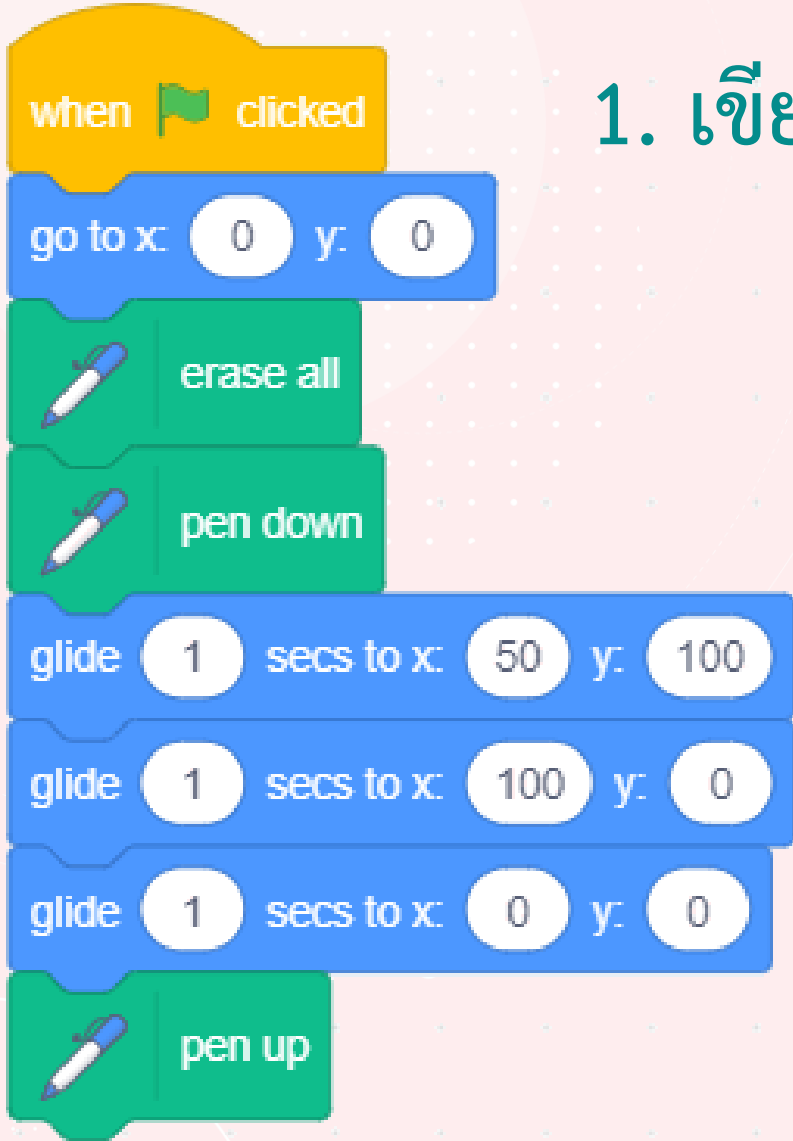 when clicked
1. เขีย
go to x: 0 y: 0
erase all
pen down
glide 1 secs to x: 50 y: 100
glide 1 secs to x: 100 y: 0
glide 1 secs to x: 0 y: 0
pen up